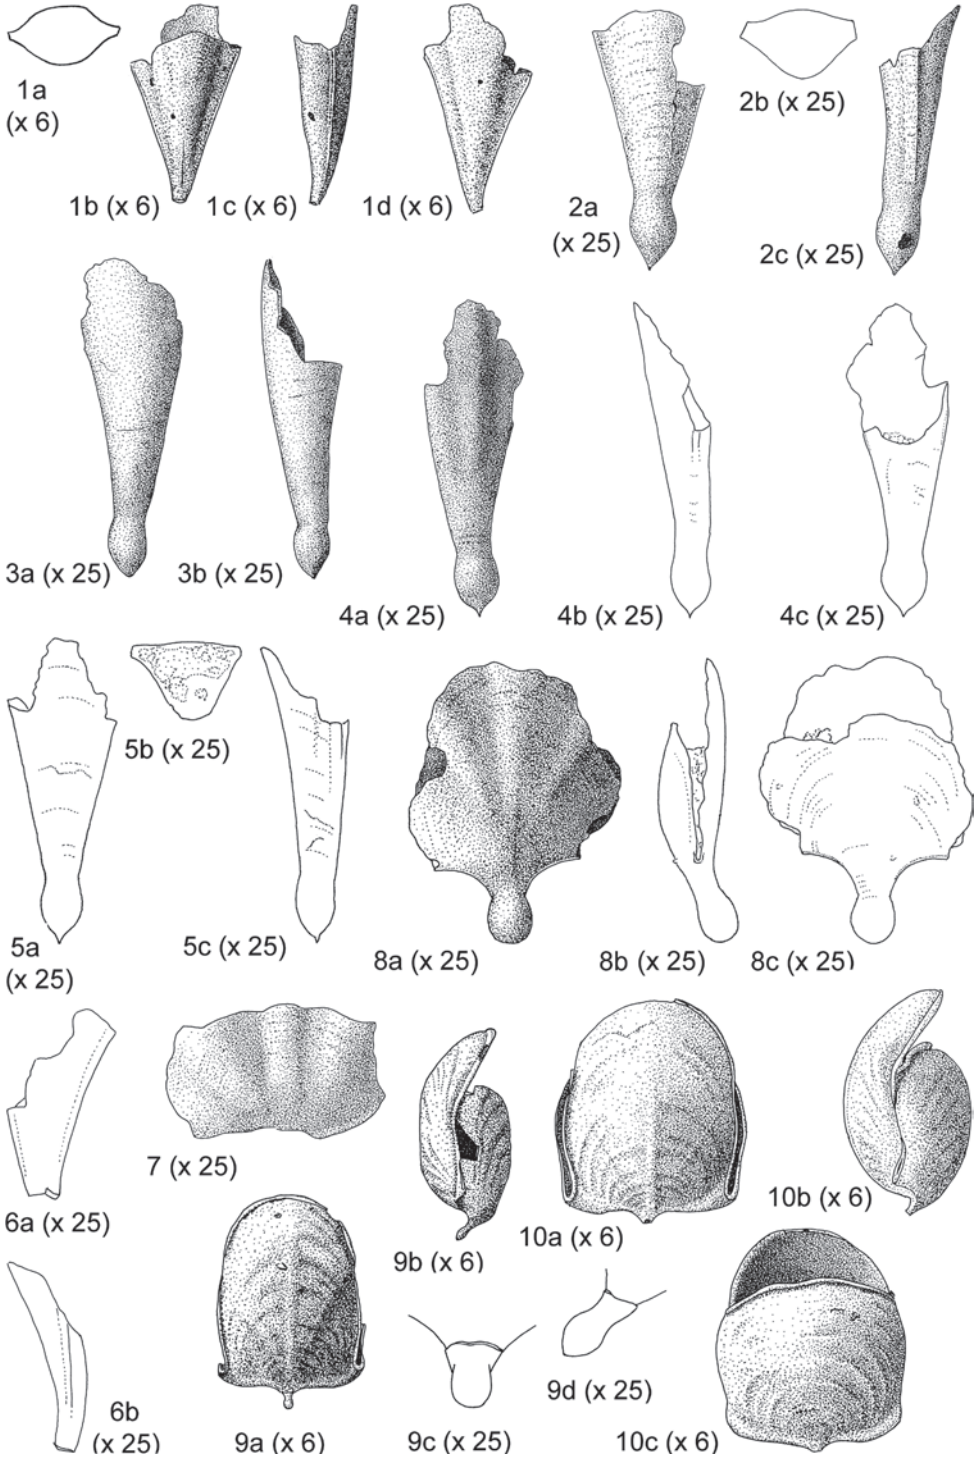 1a
(x 6)
1b (x 6)
1c (x 6)
1d (x 6)
2a
(x 25)
2b (x 25)
2c (x 25)
3a (x 25)
3b (x 25)
4a (x 25)
4b (x 25)
4c (x 25)
5a
(x 25)
5b (x 25)
5c (x 25)
8a (x 25)
8b (x 25)
8c (x 25)
6a (x 25)
7 (x 25)
9b (x 6)
10a (x 6)
10b (x 6)
6b
(x 25)
9a (x 6)
9c (x 25)
9d (x 25)
10c (x 6)